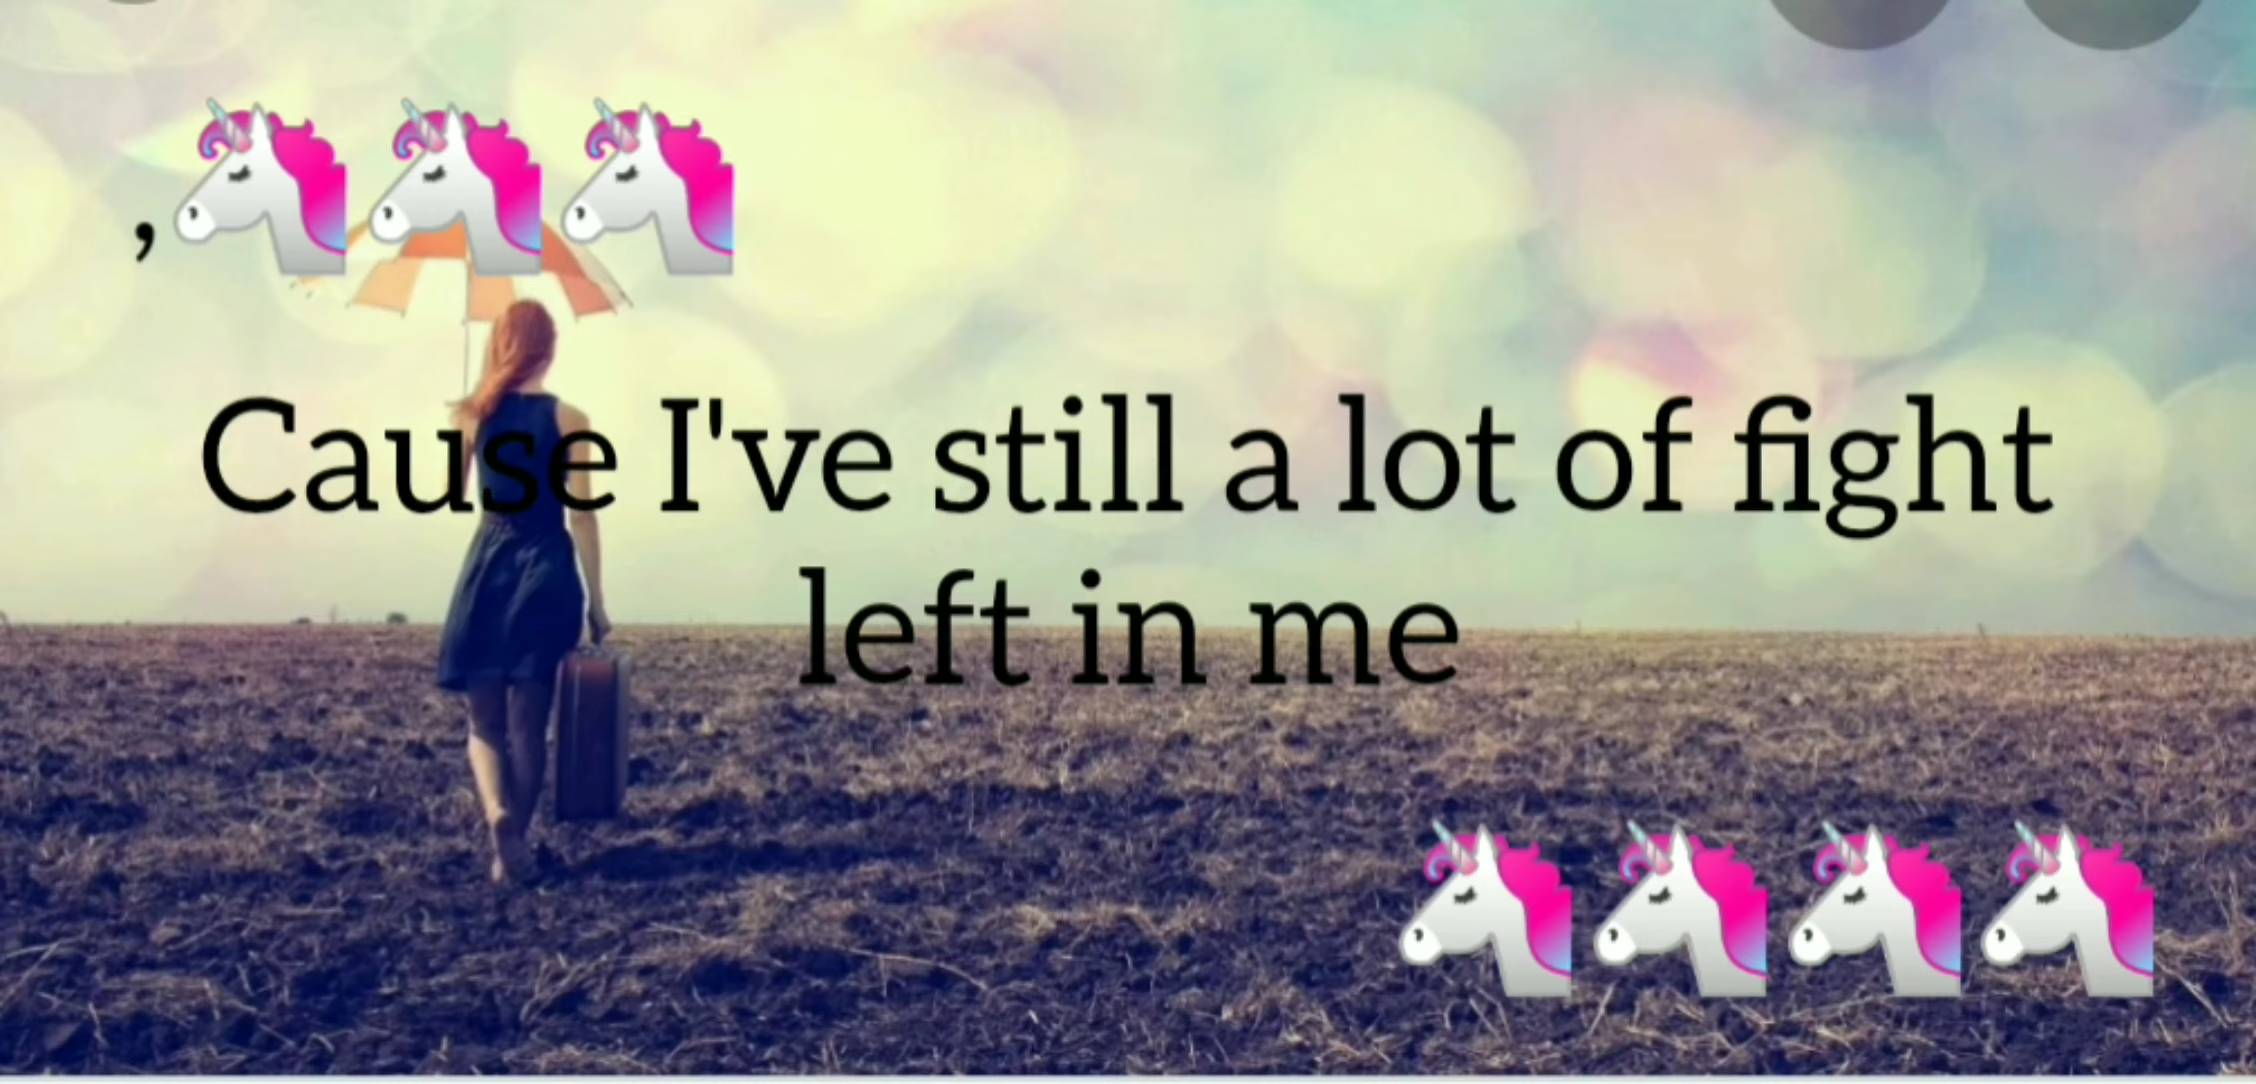 ,🦄🦄🦄
Cause I've still a lot of fight
left in me
🦄🦄🦄🦄